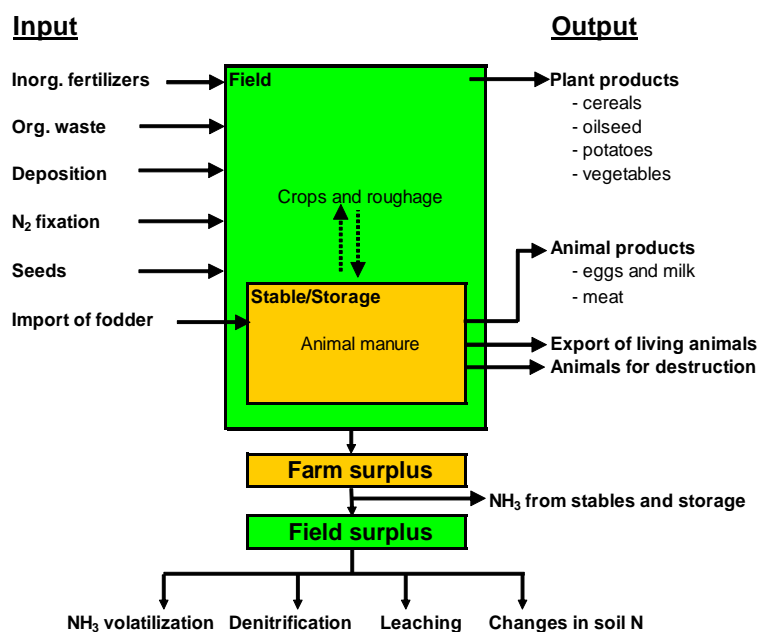 Input
Output
Inorg. fertilizers
Field
Plant products
- cereals
- oilseed
- potatoes
- vegetables
Org. waste
Deposition
Crops and roughage
N₂ fixation
Animal products
- eggs and milk
- meat
Seeds
Stable/Storage
Import of fodder
Animal manure
Export of living animals
Animals for destruction
Farm surplus
NH₃ from stables and storage
Field surplus
NH₃ volatilization
Denitrification
Leaching
Changes in soil N